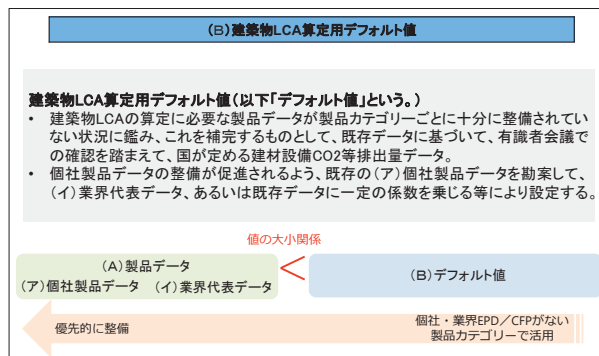 (B)建築物LCA算定用デフォルト値
建築物LCA算定用デフォルト値(以下「デフォルト値」という。)
• 建築物LCAの算定に必要な製品データが製品カテゴリーごとに十分に整備されてい
ない状況に鑑み、これを補完するものとして、既存データに基づいて、有識者会議で
の確認を踏まえて、国が定める建材設備CO2等排出量データ。
• 個社製品データの整備が促進されるよう、既存の(ア)個社製品データを勘案して、
(イ)業界代表データ、あるいは既存データに一定の係数を乗じる等により設定する。
値の大小関係
(A)製品データ
(ア)個社製品データ (イ)業界代表データ
<
(B)デフォルト値
優先的に整備
個社・業界EPD/CFPがない
製品カテゴリーで活用